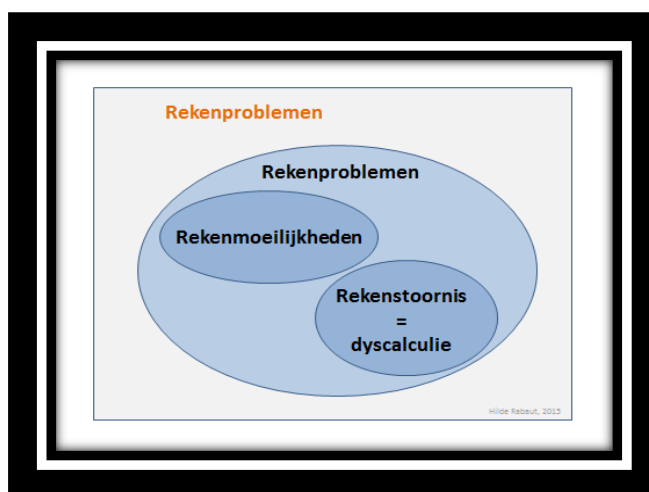 Rekenproblemen
Rekenproblemen
Rekenmoeilijkheden
Rekenstoornis
=
dyscalculie
Hilde Rabaut, 2015